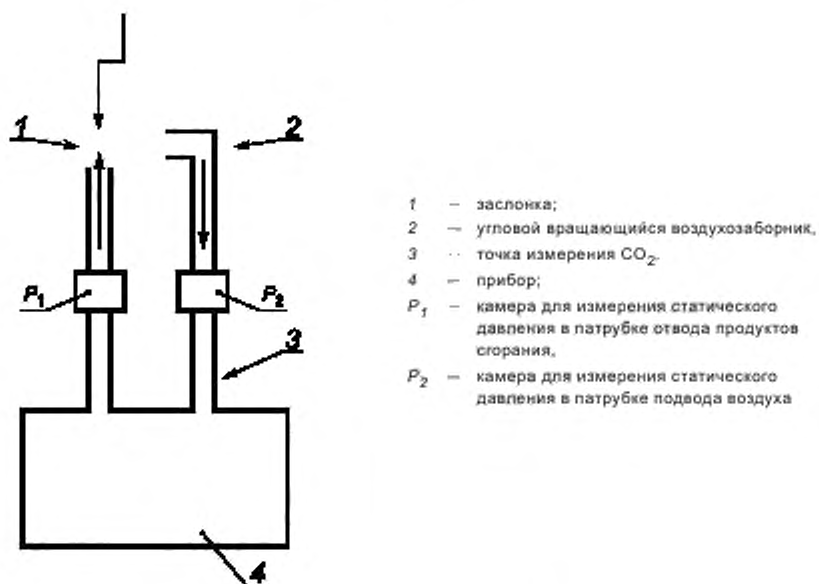 1
2
P₁
P₂
3
4
1 – заслонка;
2 — угловой вращающийся воздухозаборник,
3 ·· точка измерения CO₂.
4 — прибор;
P₁ – камера для измерения статического
давления в патрубке отвода продуктов
сгорания,
P₂ — камера для измерения статического
давления в патрубке подвода воздуха